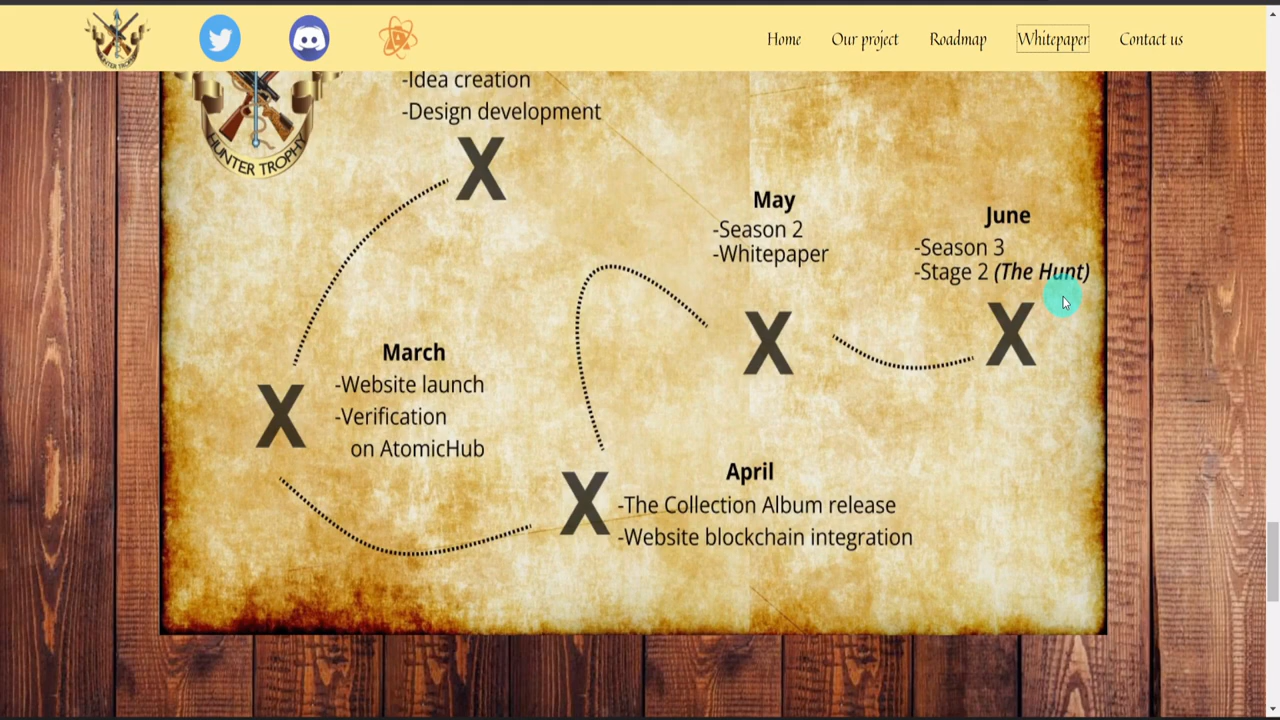 Home
Our project
Roadmap
Whitepaper
Contact us
-Idea creation
-Design development
HUNTER TROPHY
May
-Season 2
-Whitepaper
June
-Season 3
-Stage 2 (The Hunt)
March
-Website launch
-Verification
on AtomicHub
April
-The Collection Album release
-Website blockchain integration